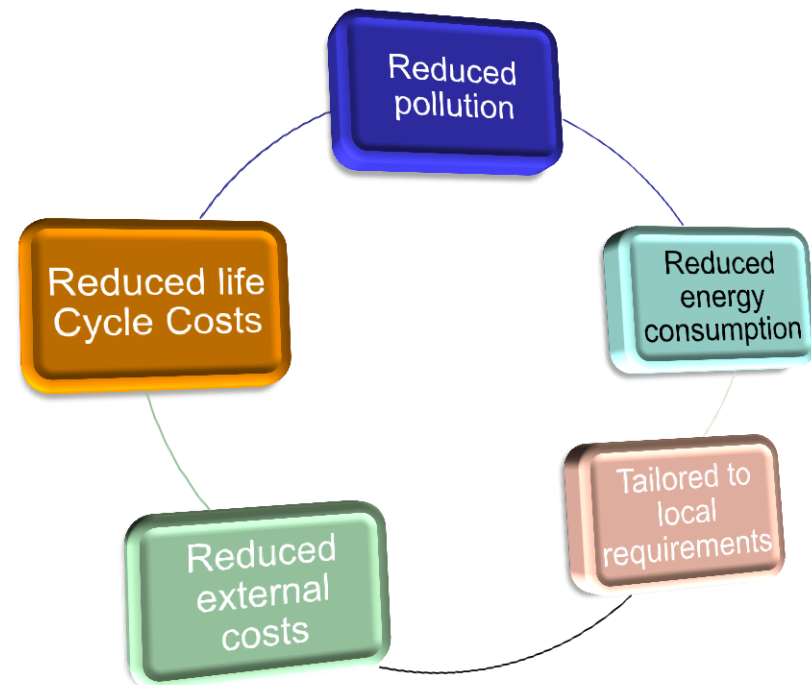 Reduced
pollution
Reduced
energy
consumption
Tailored to
local
requirements
Reduced
external
costs
Reduced life
Cycle Costs